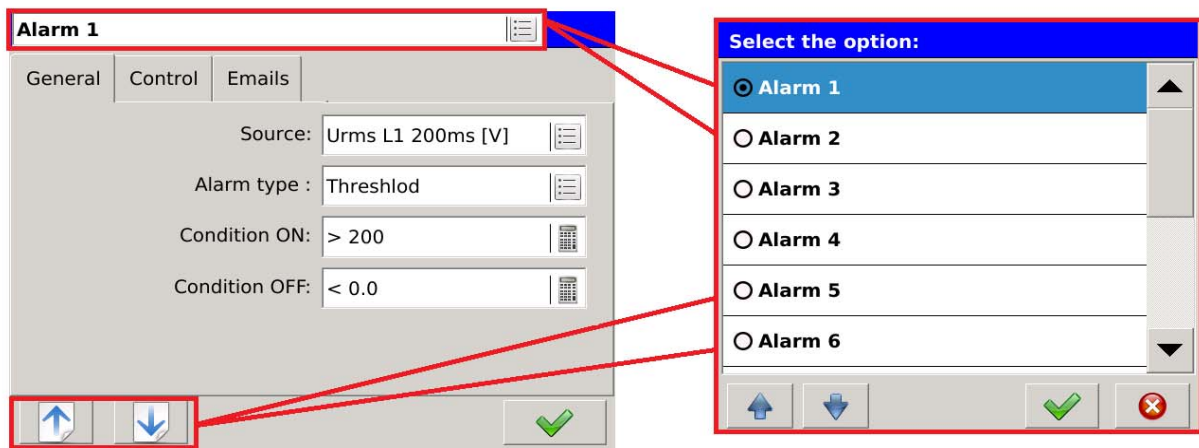 Alarm 1
General Control Emails
Source: Urms L1 200ms [V]
Alarm type : Threshlod
Condition ON: > 200
Condition OFF: < 0.0
Select the option:
Alarm 1
Alarm 2
Alarm 3
Alarm 4
Alarm 5
Alarm 6